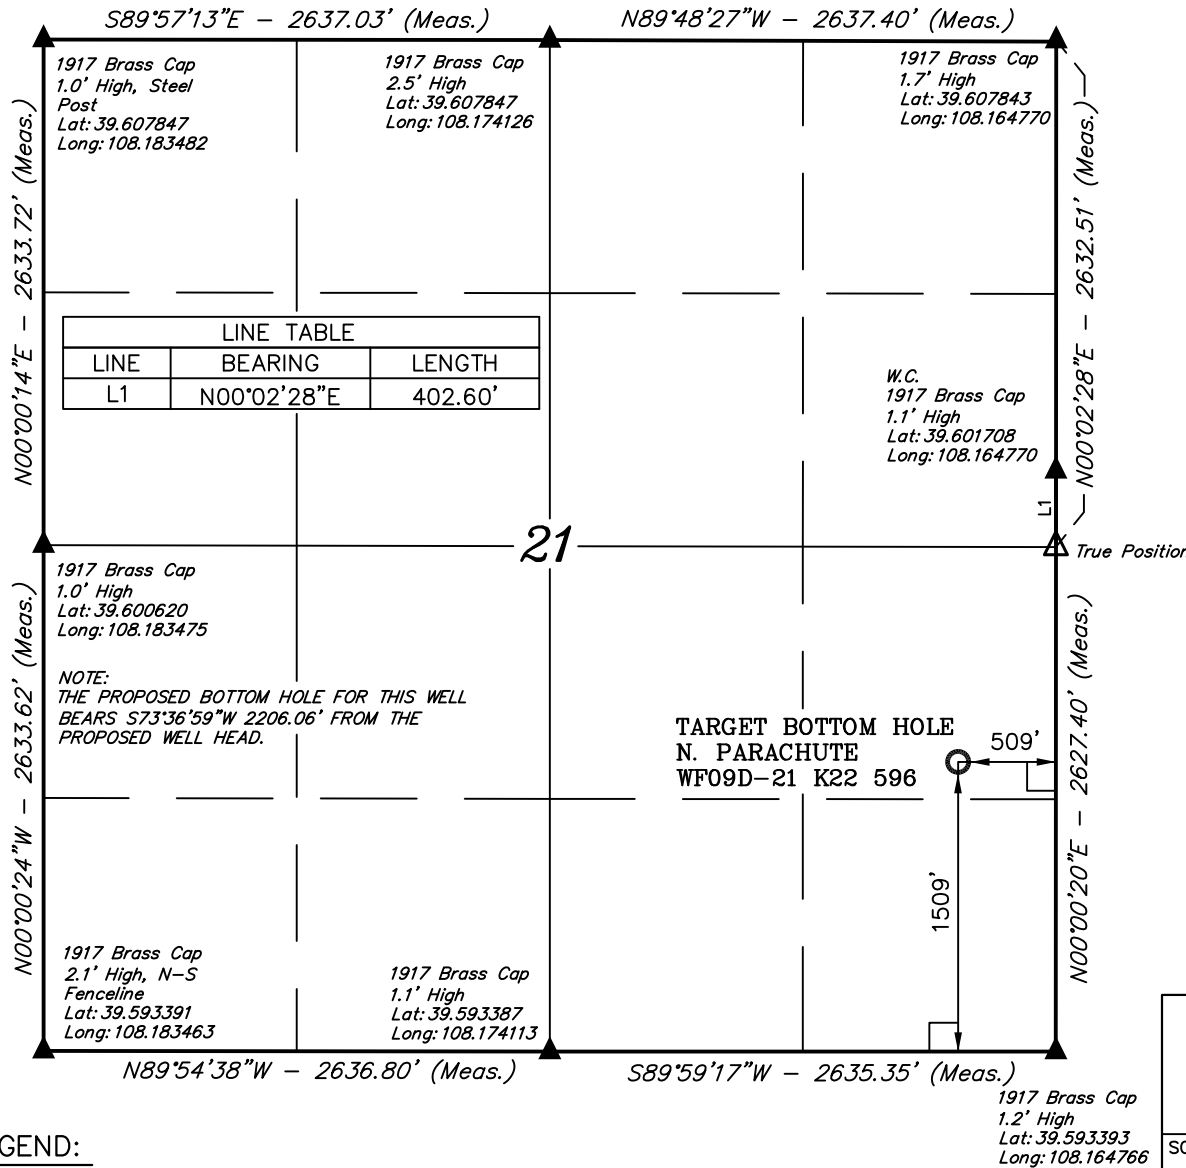 S89°57'13"E - 2637.03' (Meas.)
N89°48'27"W - 2637.40' (Meas.)
1917 Brass Cap
1.0' High, Steel
Post
Lat: 39.607847
Long: 108.183482
1917 Brass Cap
2.5' High
Lat: 39.607847
Long: 108.174126
1917 Brass Cap
1.7' High
Lat: 39.607843
Long: 108.164770
N00°00'14"E - 2633.72' (Meas.)
N00°02'28"E - 2632.51' (Meas.)
LINE TABLE
LINE BEARING LENGTH
L1 N00°02'28"E 402.60'
W.C.
1917 Brass Cap
1.1' High
Lat: 39.601708
Long: 108.164770
L1
21
True Position
1917 Brass Cap
1.0' High
Lat: 39.600620
Long: 108.183475
N00°00'24"W - 2633.62' (Meas.)
N00°00'20"E - 2627.40' (Meas.)
NOTE:
THE PROPOSED BOTTOM HOLE FOR THIS WELL
BEARS S73°36'59"W 2206.06' FROM THE
PROPOSED WELL HEAD.
TARGET BOTTOM HOLE
N. PARACHUTE
WF09D-21 K22 596
509'
1509'
1917 Brass Cap
2.1' High, N-S
Fenceline
Lat: 39.593391
Long: 108.183463
1917 Brass Cap
1.1' High
Lat: 39.593387
Long: 108.174113
N89°54'38"W - 2636.80' (Meas.)
S89°59'17"W - 2635.35' (Meas.)
1917 Brass Cap
1.2' High
Lat: 39.593393
Long: 108.164766
GEND:
SC